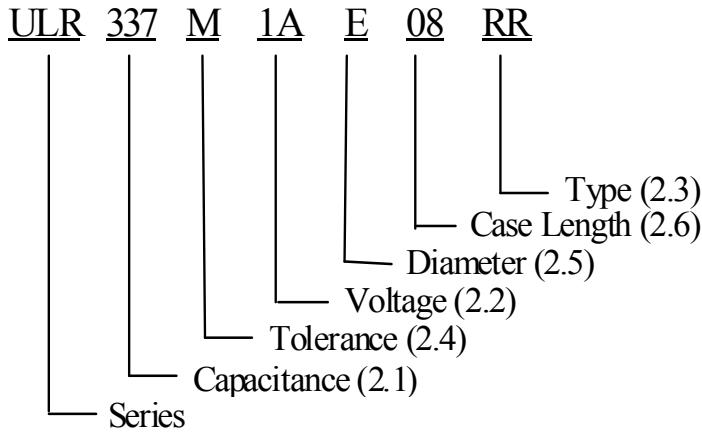 ULR 337 M 1A E 08 RR
Type (2.3)
Case Length (2.6)
Diameter (2.5)
Voltage (2.2)
Tolerance (2.4)
Capacitance (2.1)
Series